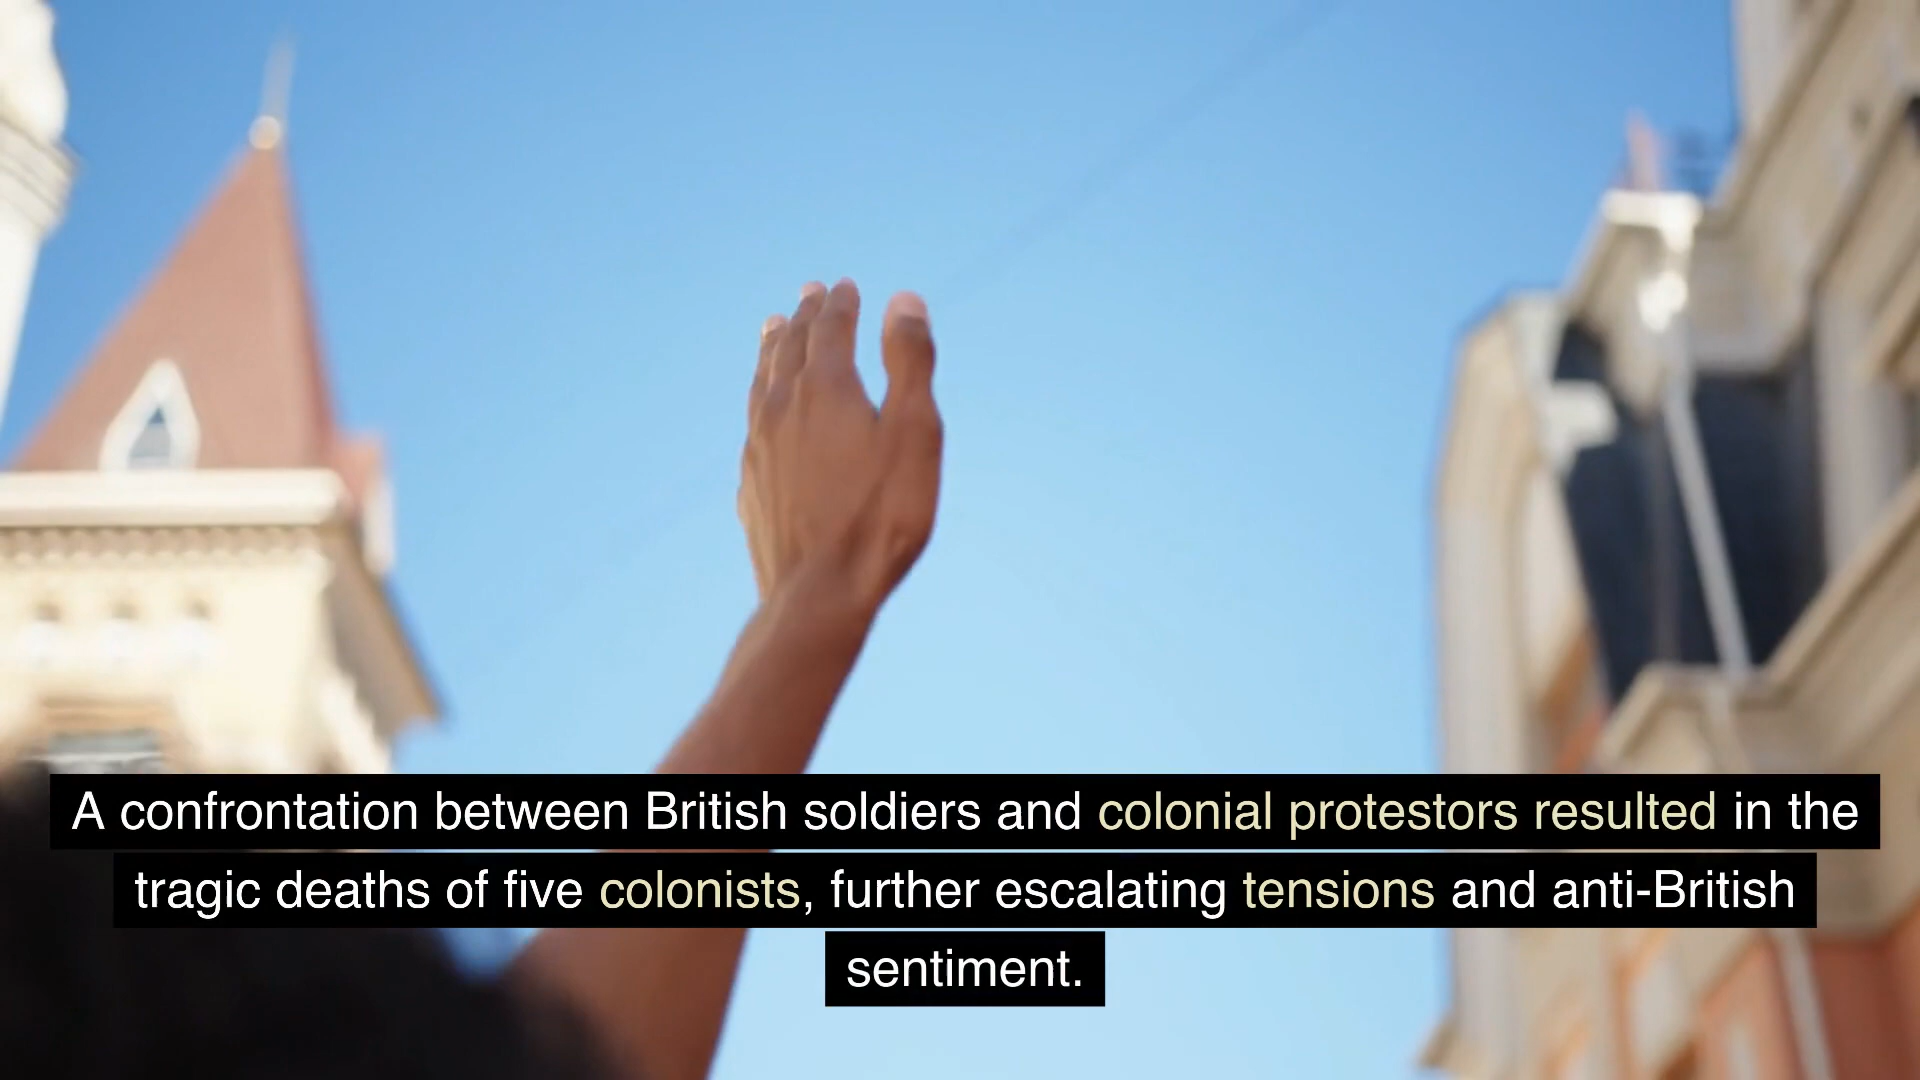 A confrontation between British soldiers and colonial protestors resulted in the
tragic deaths of five colonists, further escalating tensions and anti-British
sentiment.